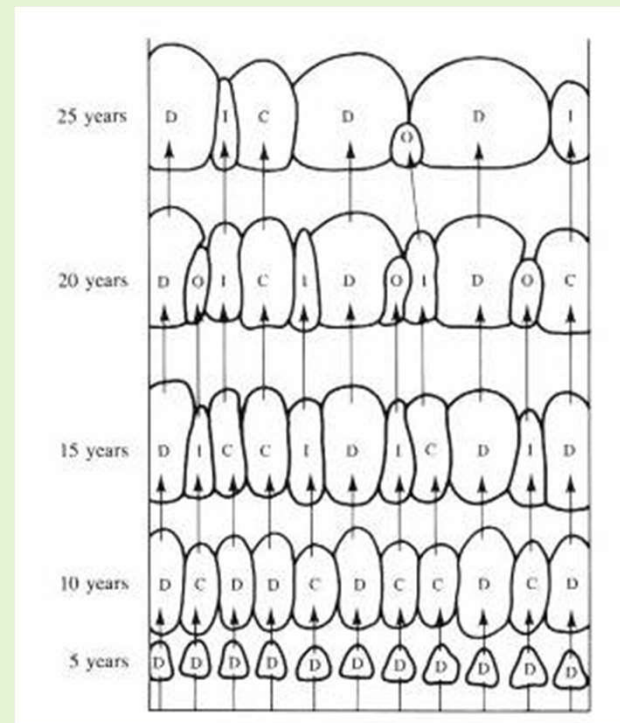 25 years D I C D O D I
20 years D O I C I D O I D O C
15 years D I C C I D I C D I D
10 years D C D D C D C C D C D
5 years D D D D D D D D D D D